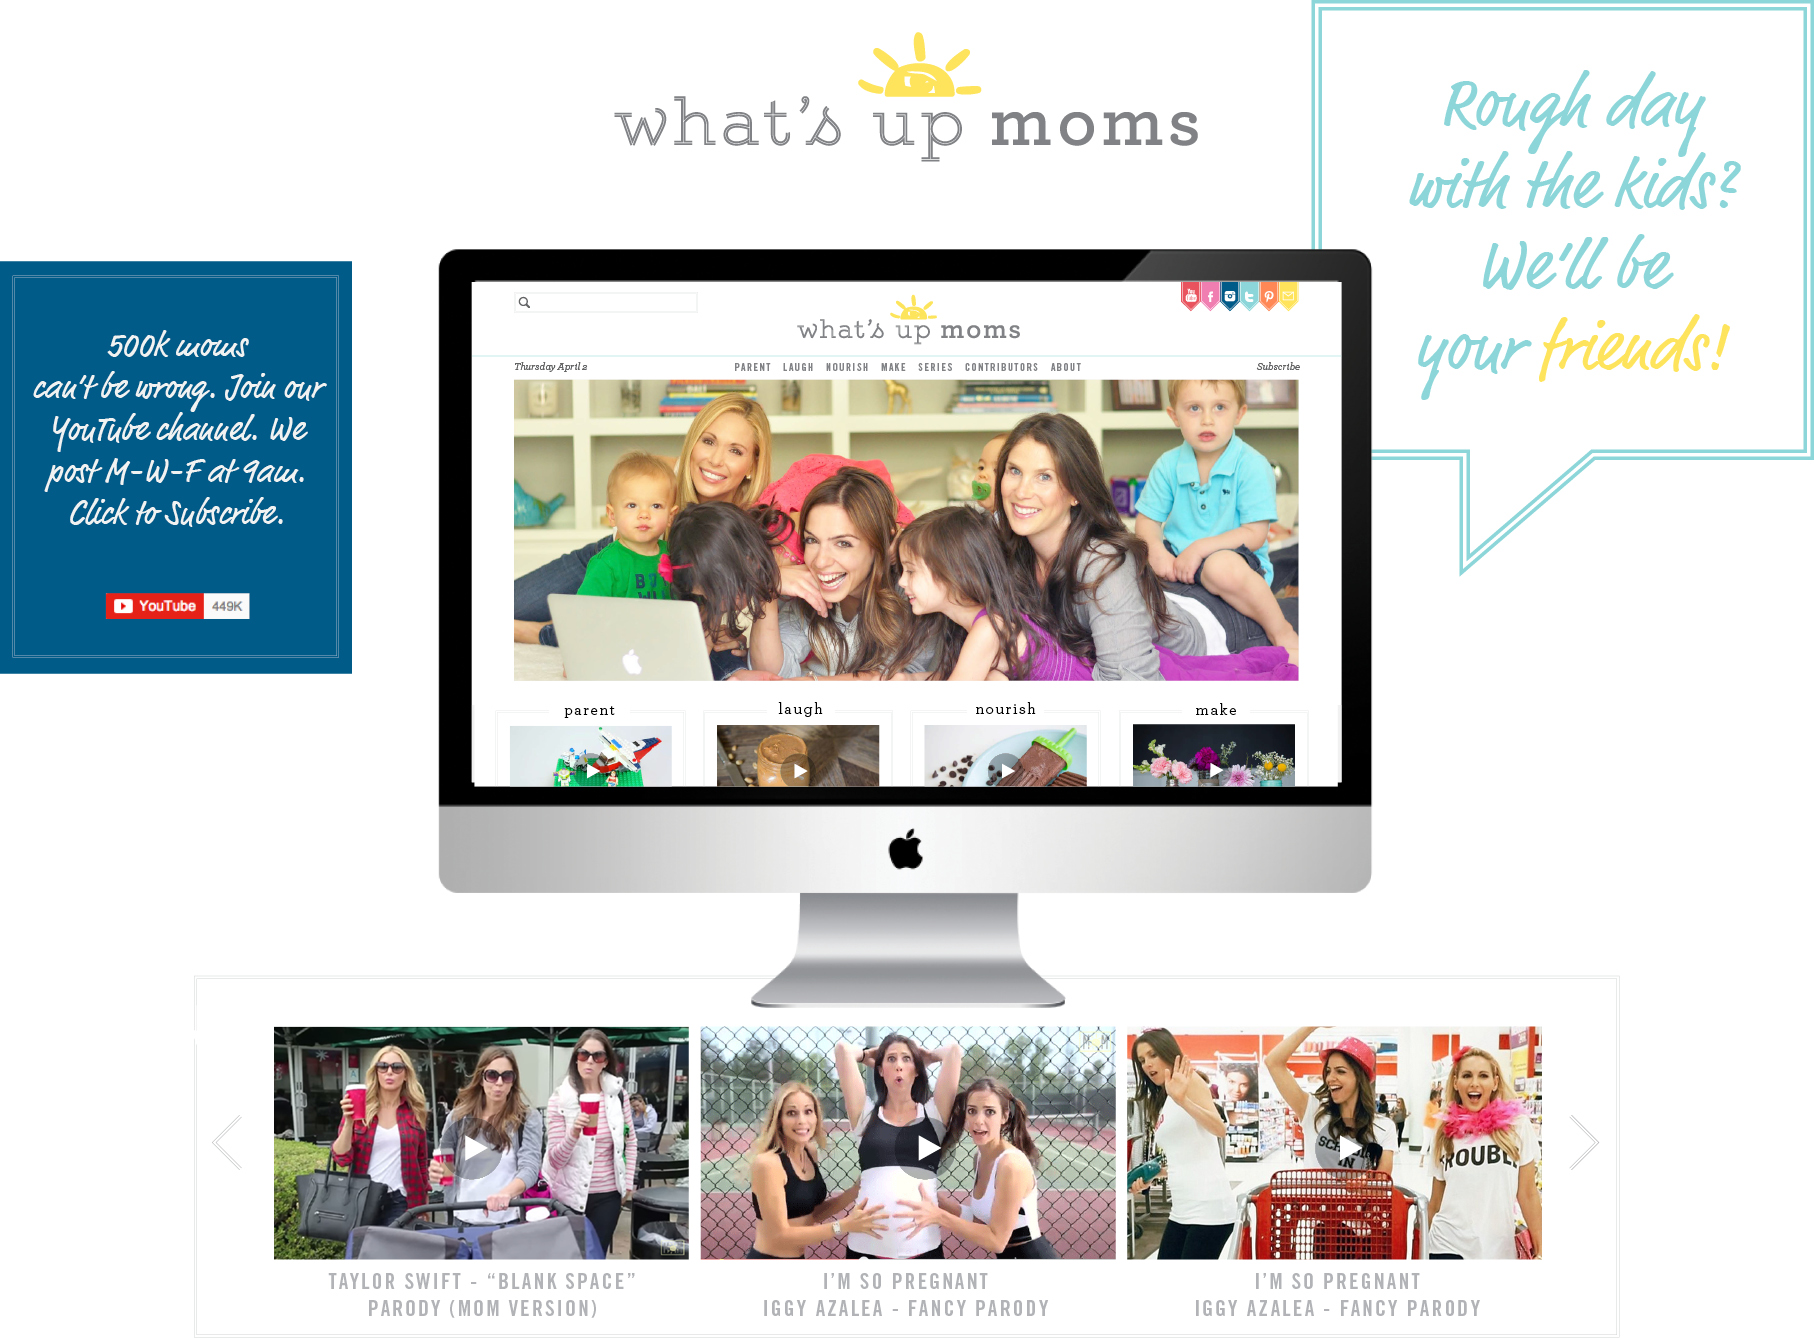 what's up moms
Rough day
with the kids?
We'll be
your friends!
500k moms
can't be wrong. Join our
YouTube channel. We
post M-W-F at 9am.
Click to Subscribe.
YouTube 449K
what's up moms
Thursday April 2 PARENT LAUGH NOURISH MAKE SERIES CONTRIBUTORS ABOUT Subscribe
parent laugh nourish make
TAYLOR SWIFT - “BLANK SPACE”
PARODY (MOM VERSION)
I'M SO PREGNANT
IGGY AZALEA - FANCY PARODY
I'M SO PREGNANT
IGGY AZALEA - FANCY PARODY